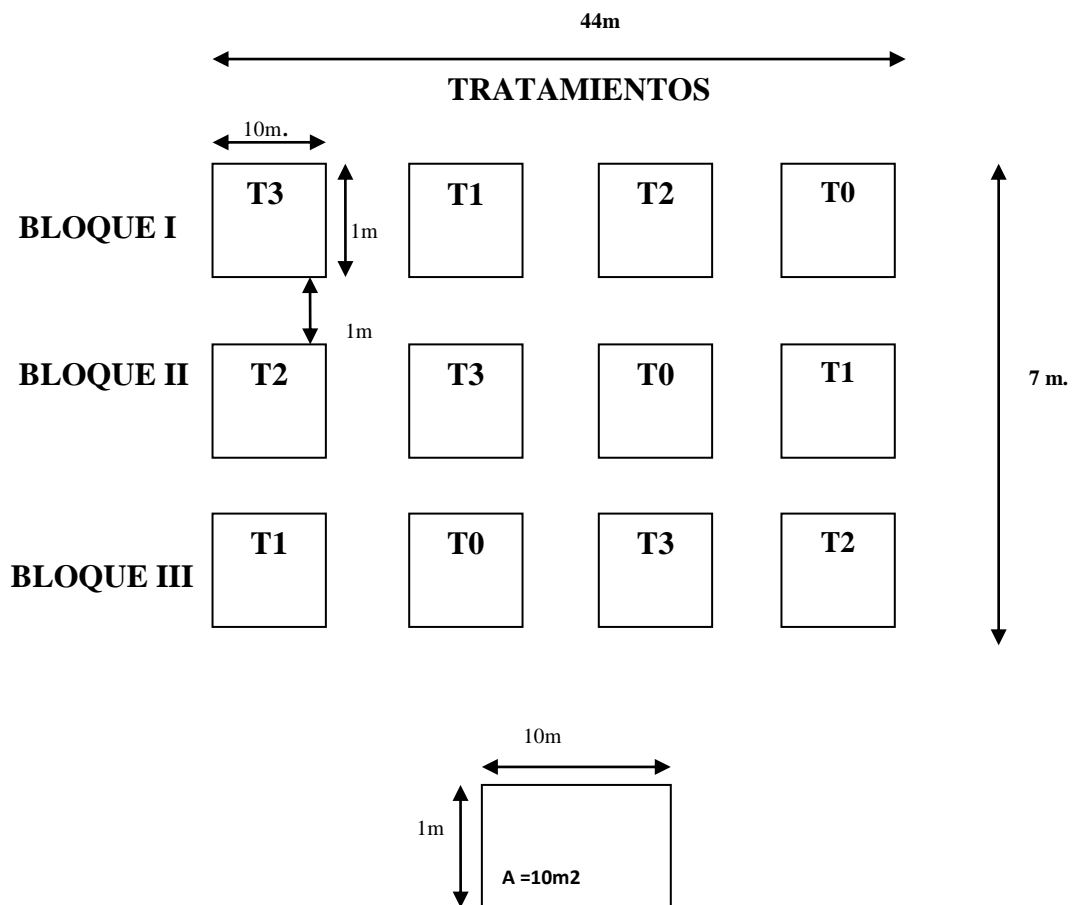 44m
TRATAMIENTOS
10m.
T3 T1 T2 T0
BLOQUE I
1m
1m
BLOQUE II
T2 T3 T0 T1
7 m.
T1 T0 T3 T2
BLOQUE III
10m
1m
A =10m2